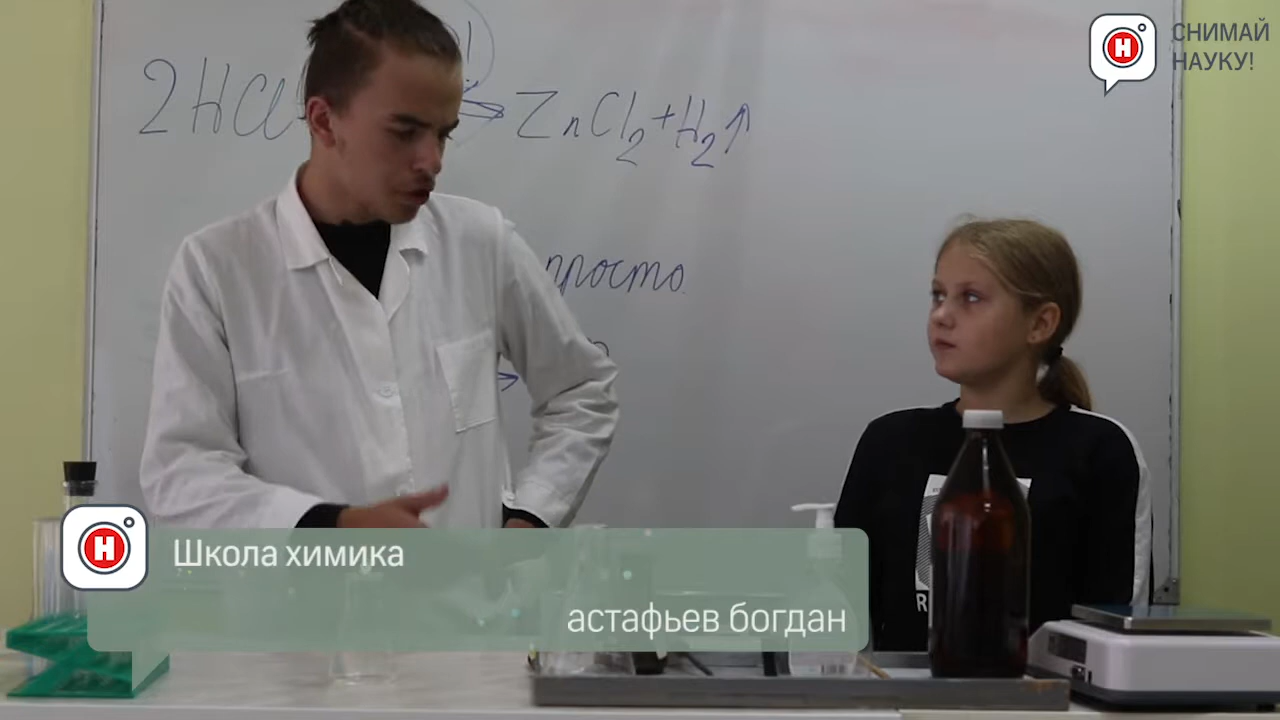 СНИМАЙ
НАУКУ!
2HCl ZnCl₂+H₂↑
просто
Школа химика
астафьев богдан
Н
Н
R